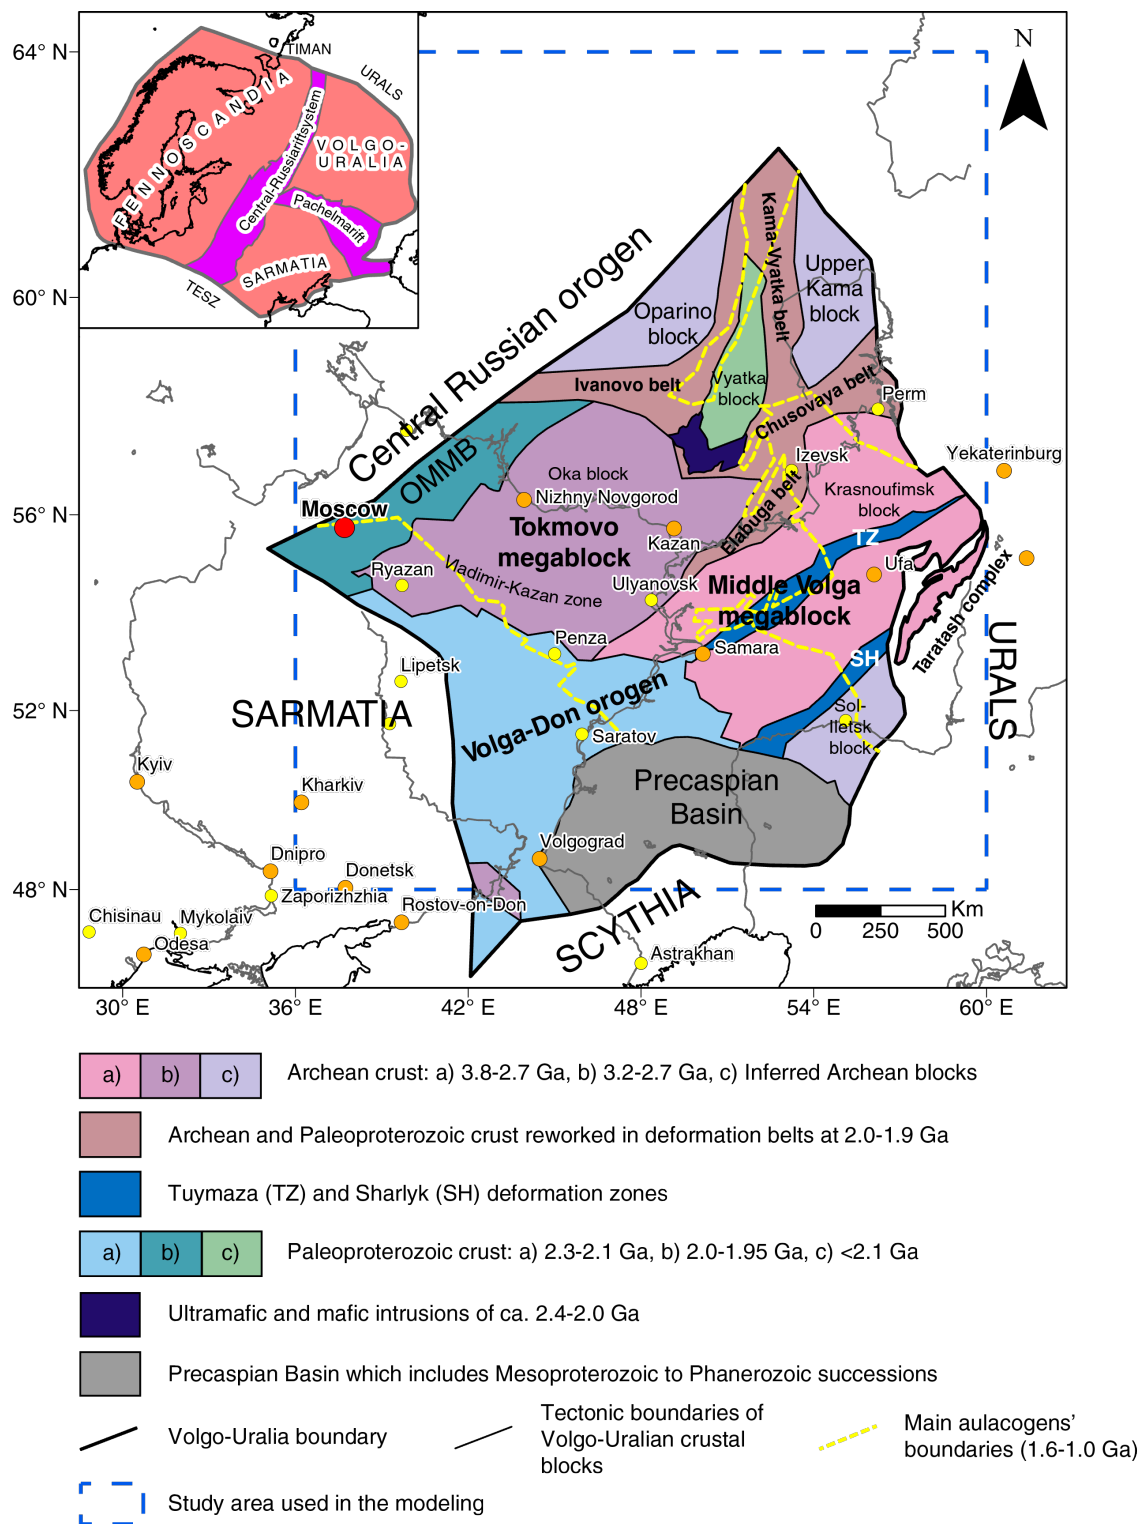 64° N
60° N
56° N
52° N
48° N
30° E
36° E
42° E
48° E
54° E
60° E
TIMAN
URALS
FENNOSCANDIA
Central-Russiariftsystem
VOLGO-
URALIA
Pachelmarift
SARMATIA
TESZ
N
Central Russian orogen
Kama-Vyatka belt
Upper
Kama
block
Oparino
block
Ivanovo belt
Vyatka
block
Chusovaya belt
Perm
OMMB
Oka block
Izevsk
Yekaterinburg
Krasnoufimsk
block
Moscow
Nizhny Novgorod
Tokmovo
megablock
Kazan
Elabuga belt
TZ
Ufa
Ryazan
Vladimir-Kazan zone
Ulyanovsk
Middle Volga
megablock
Taratash complex
URALS
Penza
Samara
SH
Lipetsk
SARMATIA
Volga-Don orogen
Sol-
Iletsk
block
Saratov
Kyiv
Kharkiv
Precaspian
Basin
Volgograd
Dnipro
Donetsk
Zaporizhzhia
Rostov-on-Don
Chisinau
Mykolaiv
Odesa
SCYTHIA
Astrakhan
Km
0 250 500
a) b) c) Archean crust: a) 3.8-2.7 Ga, b) 3.2-2.7 Ga, c) Inferred Archean blocks
Archean and Paleoproterozoic crust reworked in deformation belts at 2.0-1.9 Ga
Tuymaza (TZ) and Sharlyk (SH) deformation zones
a) b) c) Paleoproterozoic crust: a) 2.3-2.1 Ga, b) 2.0-1.95 Ga, c) <2.1 Ga
Ultramafic and mafic intrusions of ca. 2.4-2.0 Ga
Precaspian Basin which includes Mesoproterozoic to Phanerozoic successions
Volgo-Uralia boundary
Tectonic boundaries of
Volgo-Uralian crustal
blocks
Main aulacogens’
boundaries (1.6-1.0 Ga)
Study area used in the modeling